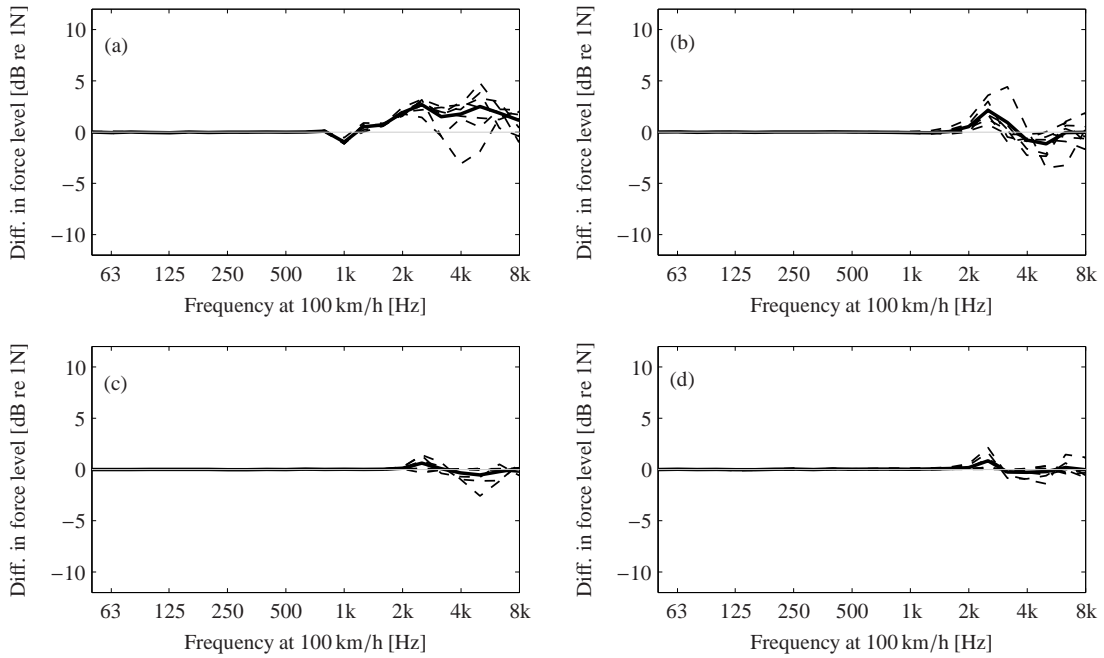 (a)
Diff. in force level [dB re 1N]
10
5
0
−5
−10
63 125 250 500 1k 2k 4k 8k
Frequency at 100 km/h [Hz]
(b)
Diff. in force level [dB re 1N]
10
5
0
−5
−10
63 125 250 500 1k 2k 4k 8k
Frequency at 100 km/h [Hz]
(c)
Diff. in force level [dB re 1N]
10
5
0
−5
−10
63 125 250 500 1k 2k 4k 8k
Frequency at 100 km/h [Hz]
(d)
Diff. in force level [dB re 1N]
10
5
0
−5
−10
63 125 250 500 1k 2k 4k 8k
Frequency at 100 km/h [Hz]